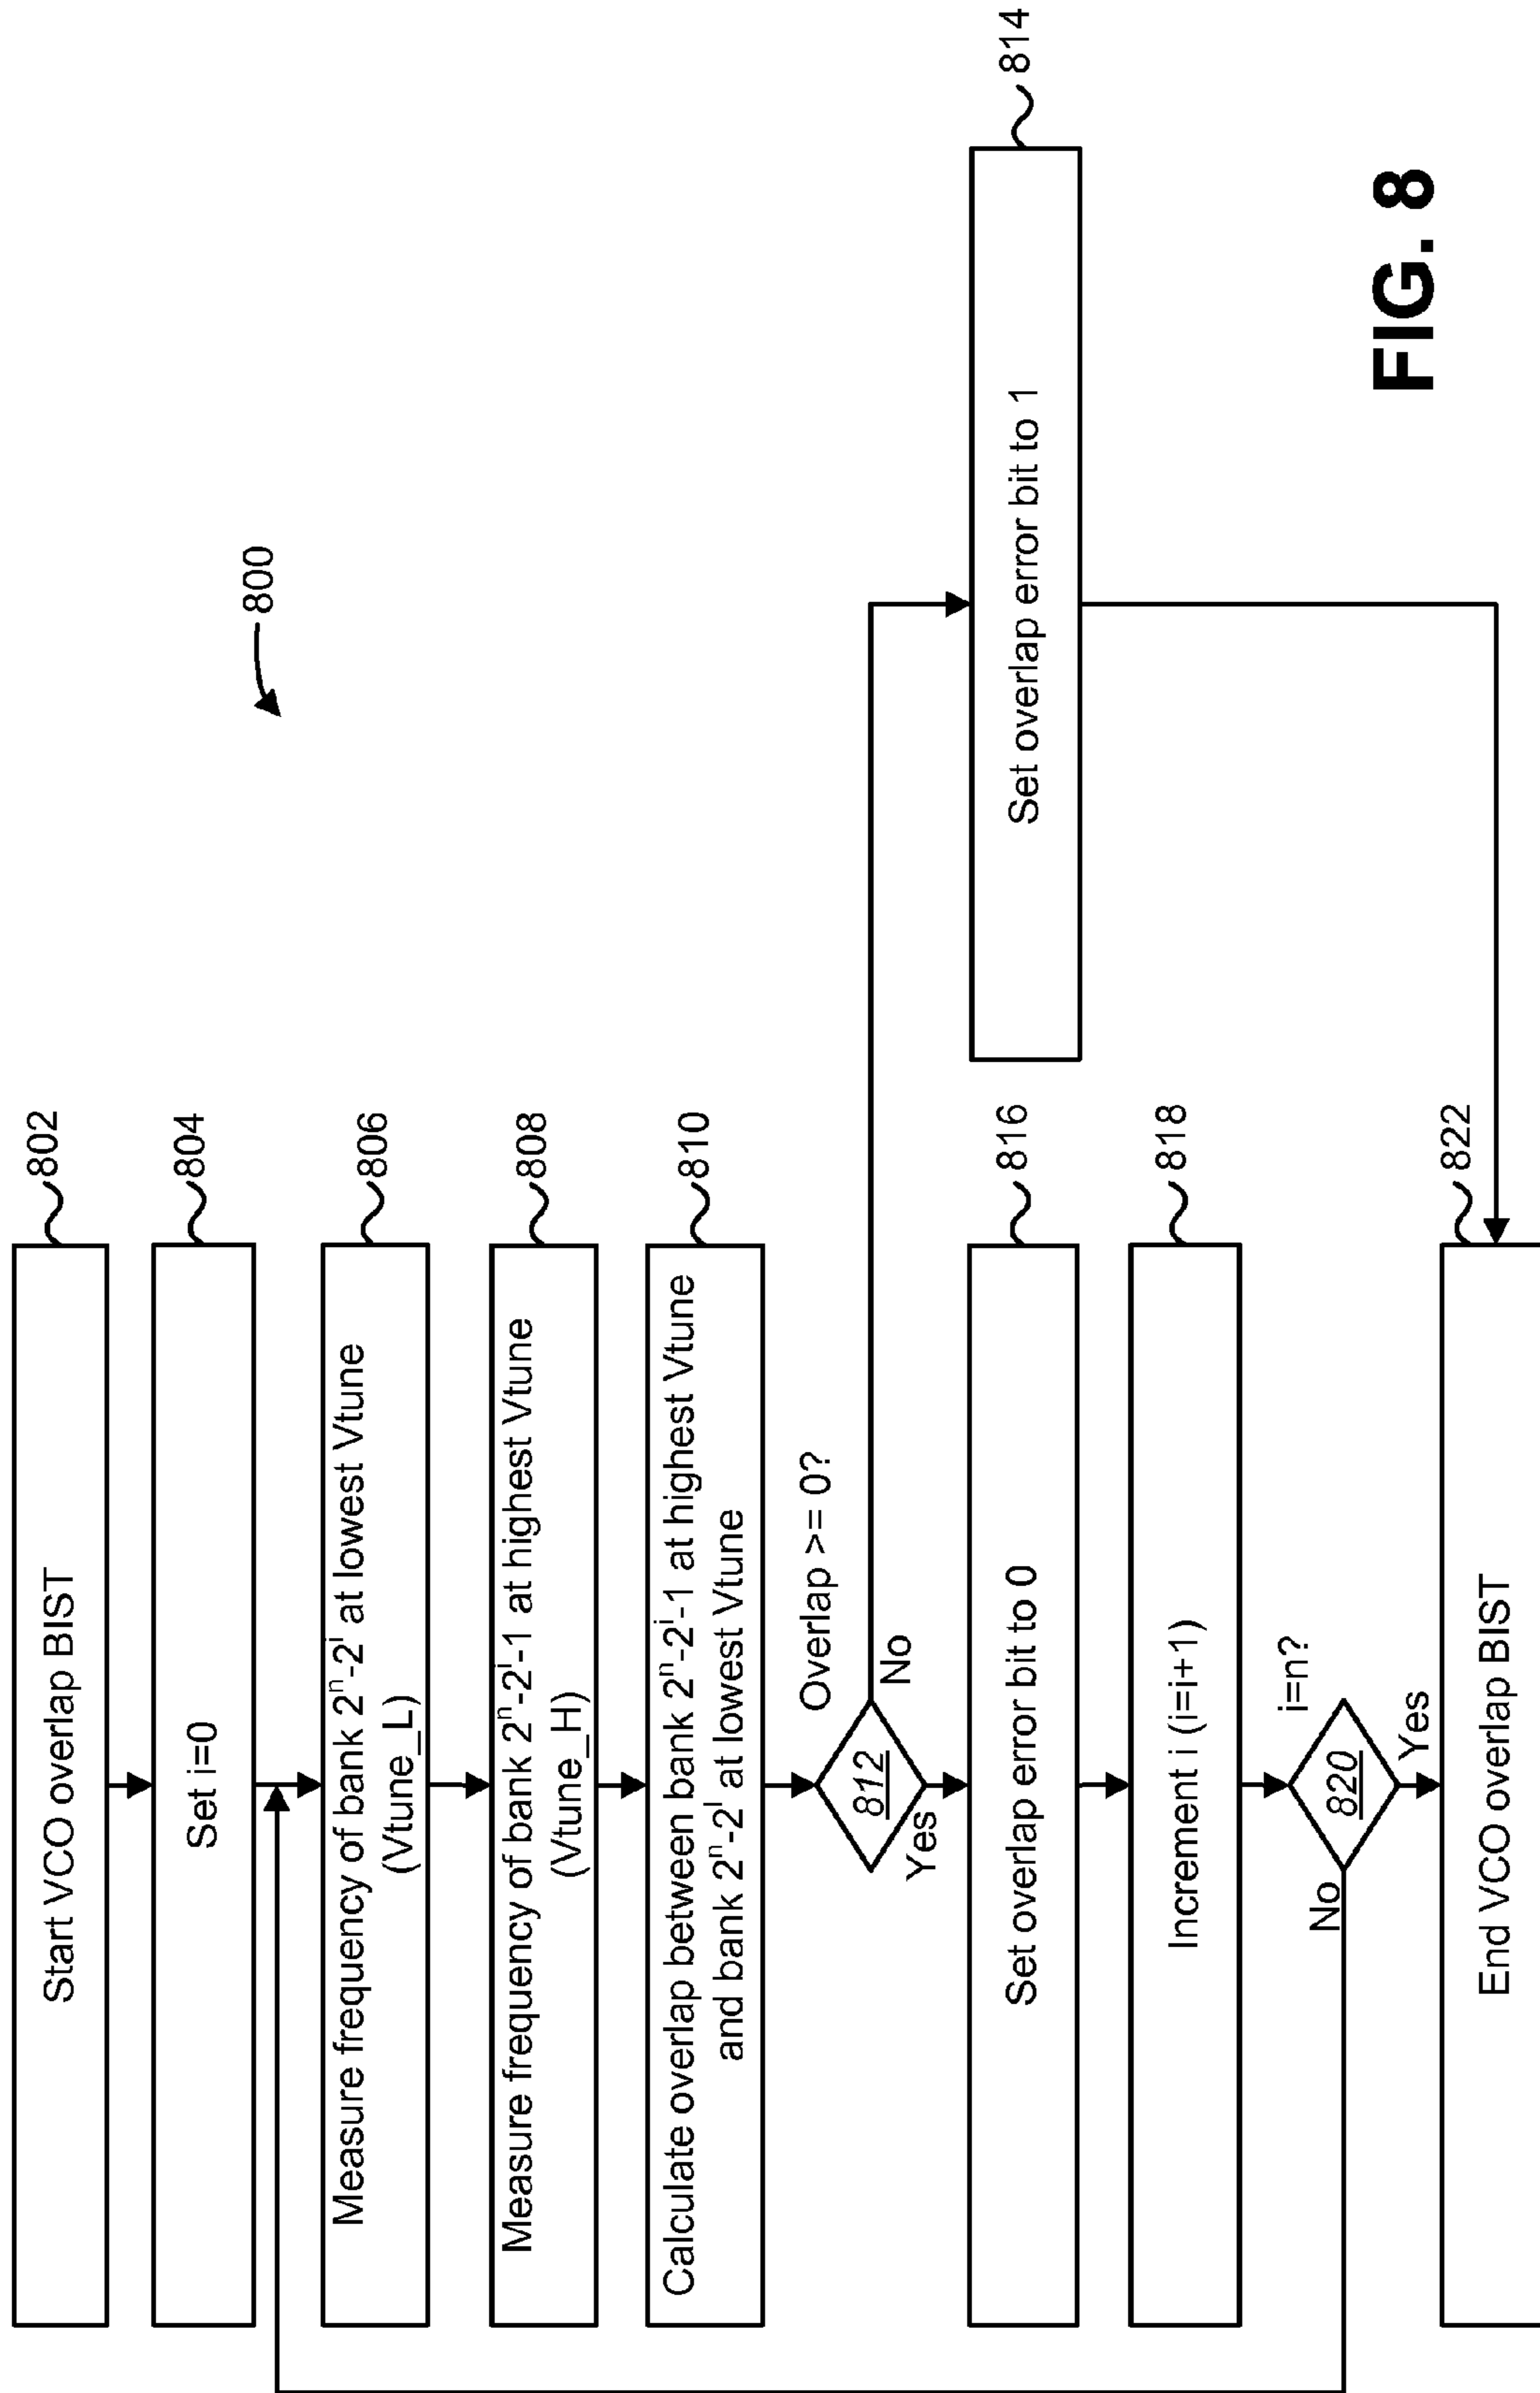 800
Start VCO overlap BIST
802
Set i=0
804
Measure frequency of bank 2ⁿ-2ⁱ at lowest Vtune
(Vtune_L)
806
Measure frequency of bank 2ⁿ-2ⁱ-1 at highest Vtune
(Vtune_H)
808
Calculate overlap between bank 2ⁿ-2ⁱ-1 at highest Vtune
and bank 2ⁿ-2ⁱ at lowest Vtune
810
Overlap >= 0?
812
No
Yes
Set overlap error bit to 1
814
Set overlap error bit to 0
816
Increment i (i=i+1)
818
i=n?
820
No
Yes
End VCO overlap BIST
822
FIG. 8